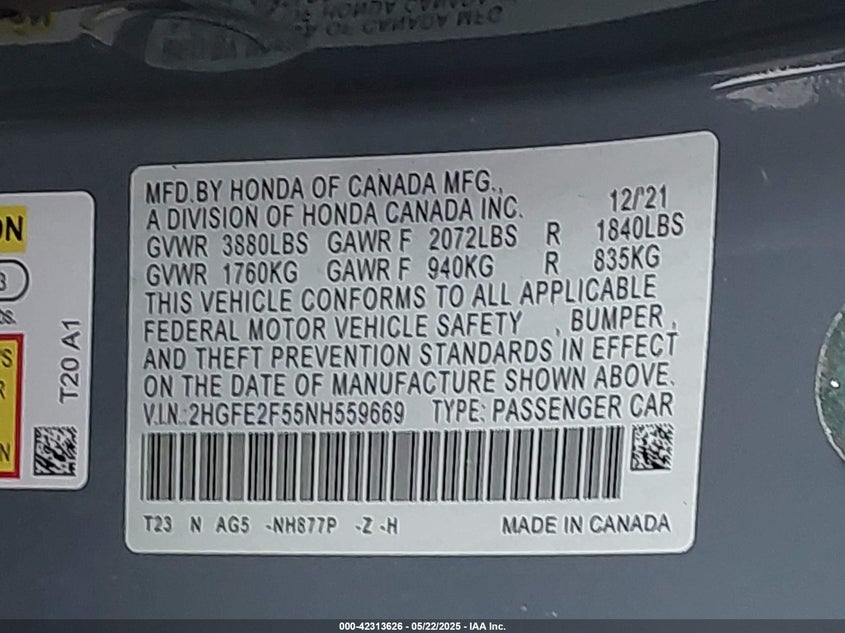 MFD.BY HONDA OF CANADA MFG.,
A DIVISION OF HONDA CANADA INC. 12/'21
GVWR 3880LBS GAWR F 2072LBS R 1840LBS
GVWR 1760KG GAWR F 940KG R 835KG
THIS VEHICLE CONFORMS TO ALL APPLICABLE
FEDERAL MOTOR VEHICLE SAFETY , BUMPER ,
AND THEFT PREVENTION STANDARDS IN EFFECT
ON THE DATE OF MANUFACTURE SHOWN ABOVE.
V.I.N.:2HGFE2F55NH559669 TYPE: PASSENGER CAR
T23 N AG5 -NH877P -Z -H MADE IN CANADA
T20 A1
000-42313626 - 05/22/2025 - IAA Inc.